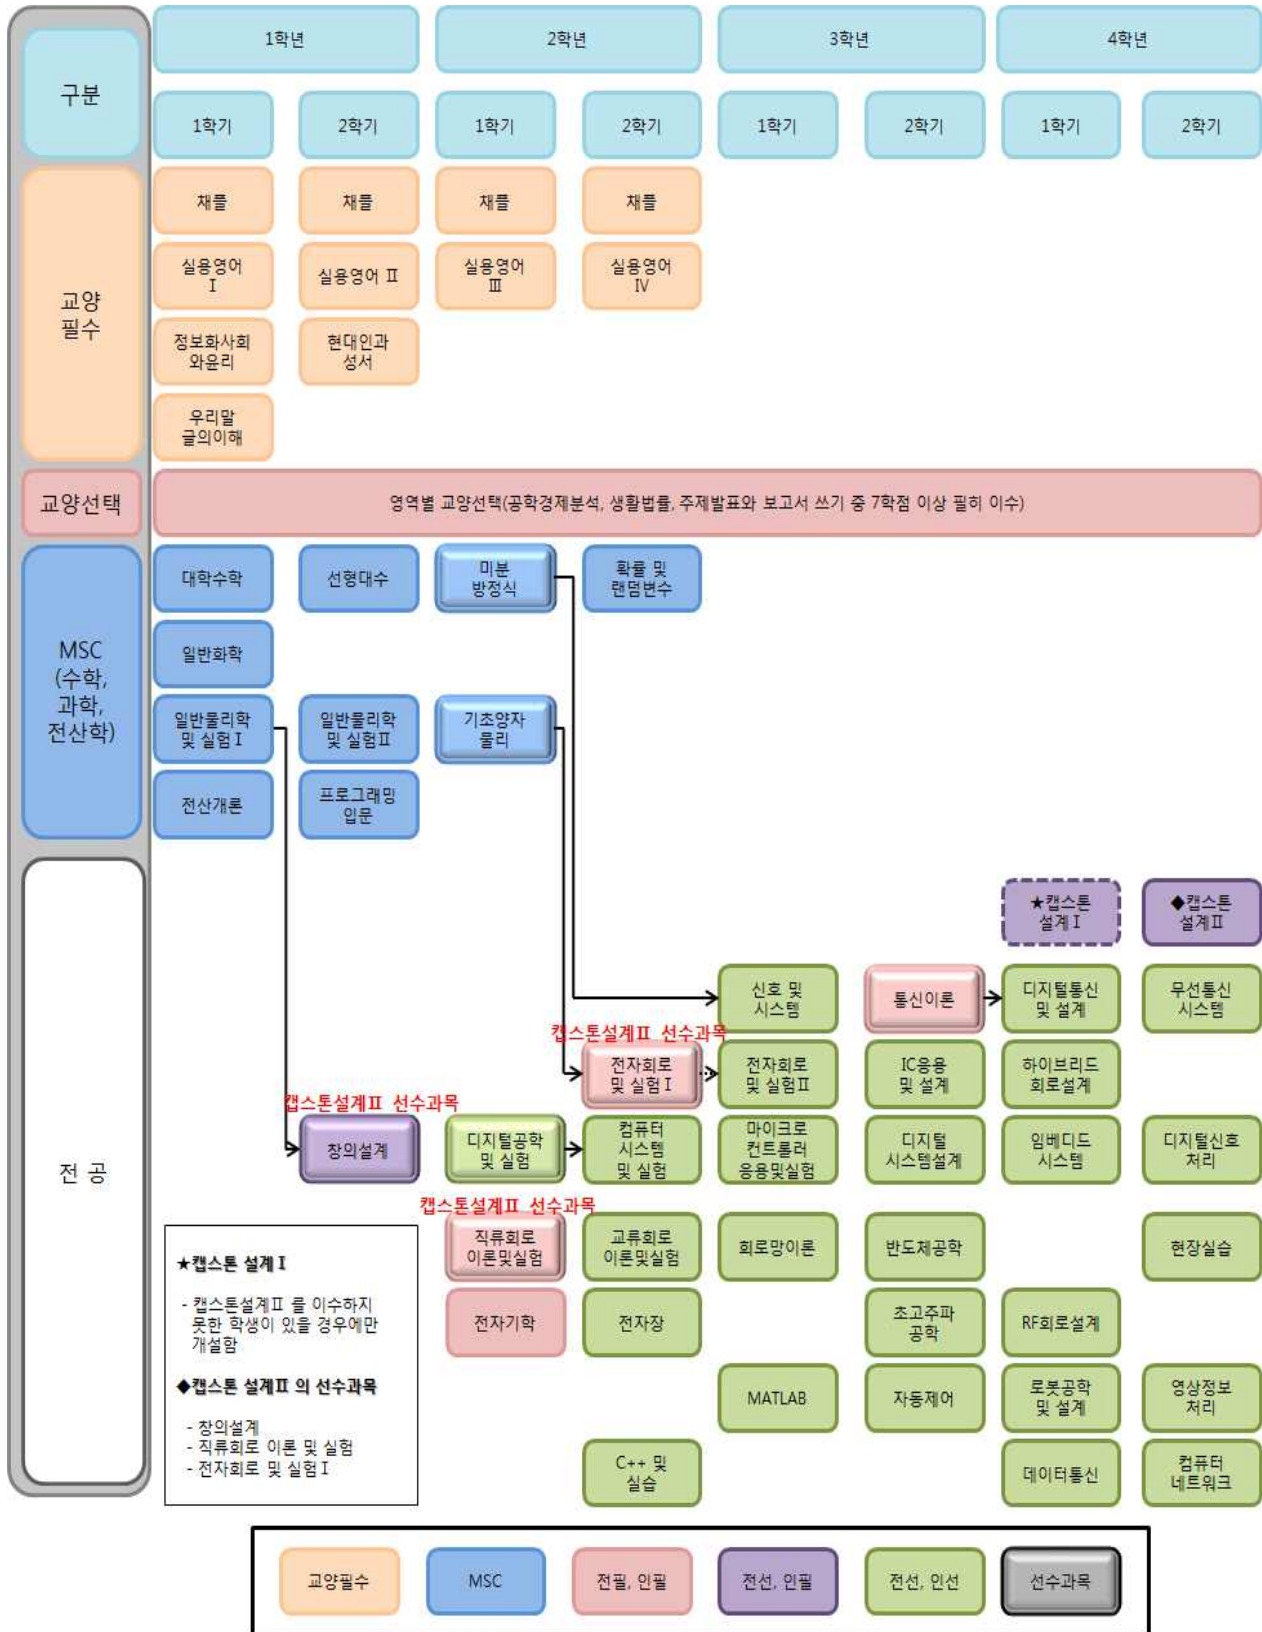 구분
1학년
2학년
3학년
4학년
1학기
2학기
1학기
2학기
1학기
2학기
1학기
2학기
교양
필수
채플
채플
채플
채플
실용영어
Ⅰ
실용영어 Ⅱ
실용영어
Ⅲ
실용영어
Ⅳ
정보화사회
와윤리
현대인과
성서
우리말
글의이해
교양선택
영역별 교양선택(공학경제분석, 생활법률, 주제발표와 보고서 쓰기 중 7학점 이상 필히 이수)
MSC
(수학,
과학,
전산학)
대학수학
선형대수
미분
방정식
확률 및
랜덤변수
일반화학
일반물리학
및 실험Ⅰ
일반물리학
및 실험Ⅱ
기초양자
물리
전산개론
프로그래밍
입문
전 공
★캡스톤
설계Ⅰ
◆캡스톤
설계Ⅱ
신호 및
시스템
통신이론
디지털통신
및 설계
무선통신
시스템
캡스톤설계Ⅱ 선수과목
전자회로
및 실험Ⅰ
전자회로
및 실험Ⅱ
IC응용
및 설계
하이브리드
회로설계
캡스톤설계Ⅱ 선수과목
창의설계
디지털공학
및 실험
컴퓨터
시스템
및 실험
마이크로
컨트롤러
응용및실험
디지털
시스템설계
임베디드
시스템
디지털신호
처리
캡스톤설계Ⅱ 선수과목
직류회로
이론및실험
교류회로
이론및실험
회로망이론
반도체공학
현장실습
전자기학
전자장
초고주파
공학
RF회로설계
MATLAB
자동제어
로봇공학
및 설계
영상정보
처리
C++ 및
실습
데이터통신
컴퓨터
네트워크
★캡스톤 설계Ⅰ
- 캡스톤설계Ⅱ 를 이수하지
못한 학생이 있을 경우에만
개설함
◆캡스톤 설계Ⅱ 의 선수과목
- 창의설계
- 직류회로 이론 및 실험
- 전자회로 및 실험Ⅰ
교양필수
MSC
전필, 인필
전선, 인필
전선, 인선
선수과목